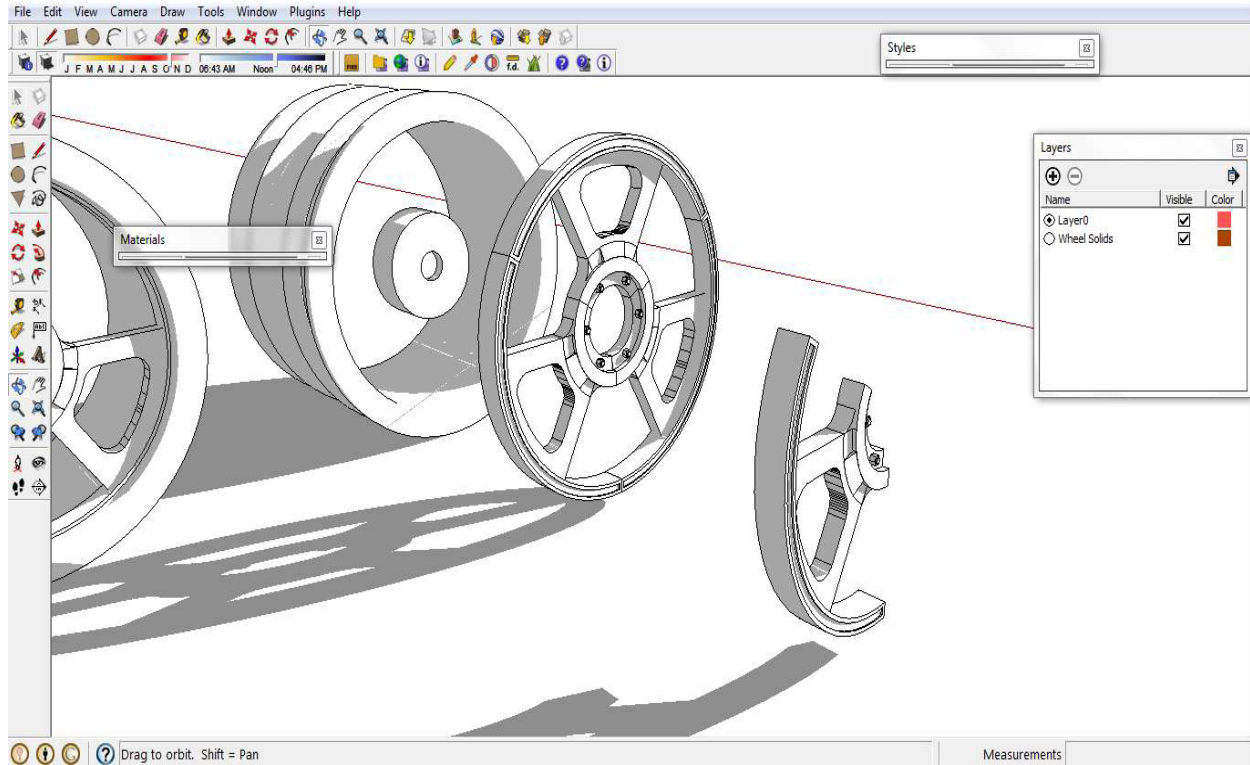 File Edit View Camera Draw Tools Window Plugins Help
J F M A M J J A S O N D 06:43 AM Noon 04:46 PM
f.d.
Styles
Layers
Name Visible Color
Layer0
Wheel Solids
Materials
Abc
Drag to orbit. Shift = Pan
Measurements